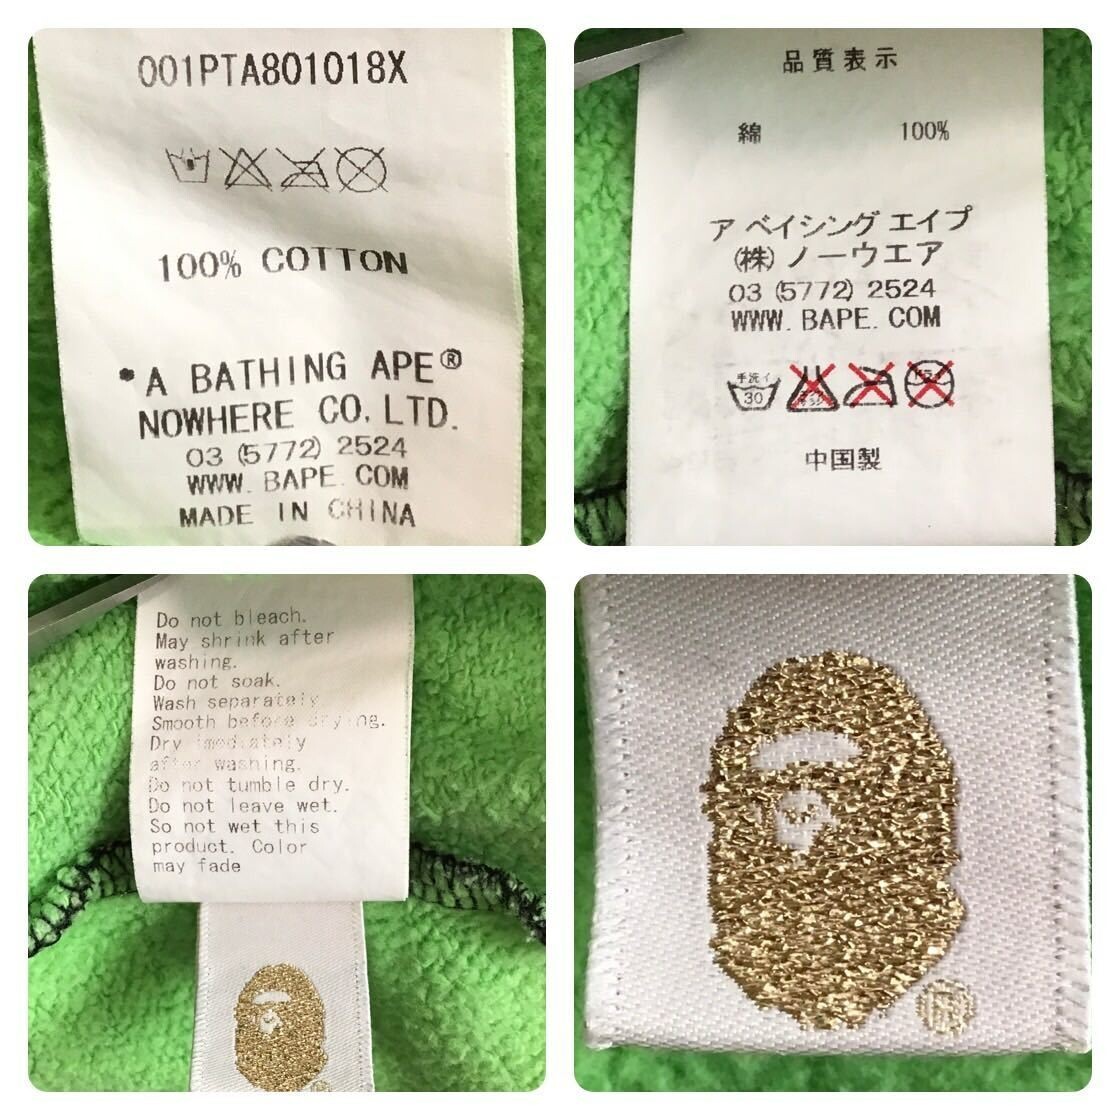 001PTA801018X
100% COTTON
A BATHING APE®
NOWHERE CO, LTD.
03 (5772) 2524
WWW. BAPE. COM
MADE IN CHINA
品質表示
綿 100%
ア ベイシング エイプ
(株) ノーウエア
03 (5772) 2524
WWW. BAPE. COM
手洗イ
30
中国製
Do not bleach.
May shrink after
washing.
Do not soak.
Wash separately
Smooth before drying.
Dry imediately
after washing.
Do not tumble dry.
Do not leave wet.
So not wet this
product. Color
may fade